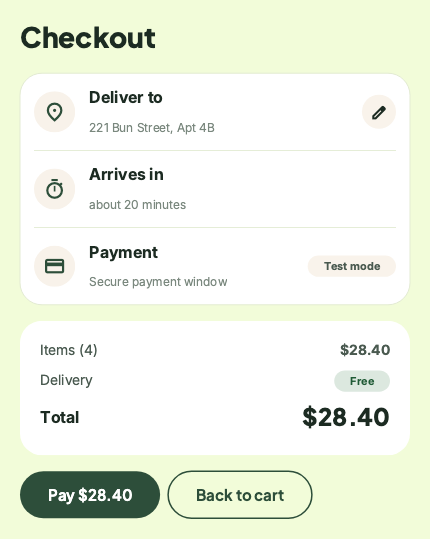 Checkout
Deliver to
221 Bun Street, Apt 4B
Arrives in
about 20 minutes
Payment
Secure payment window
Test mode
Items (4) $28.40
Delivery Free
Total $28.40
Pay $28.40 Back to cart